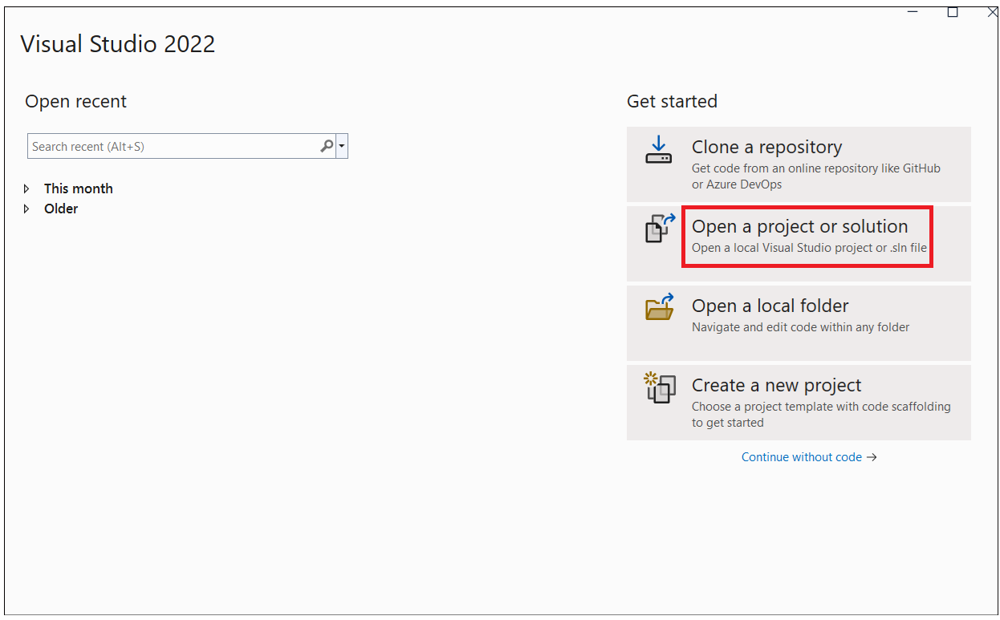 Visual Studio 2022
Open recent
Search recent (Alt+S)
This month
Older
Get started
Clone a repository
Get code from an online repository like GitHub
or Azure DevOps
Open a project or solution
Open a local Visual Studio project or .sln file
Open a local folder
Navigate and edit code within any folder
Create a new project
Choose a project template with code scaffolding
to get started
Continue without code →